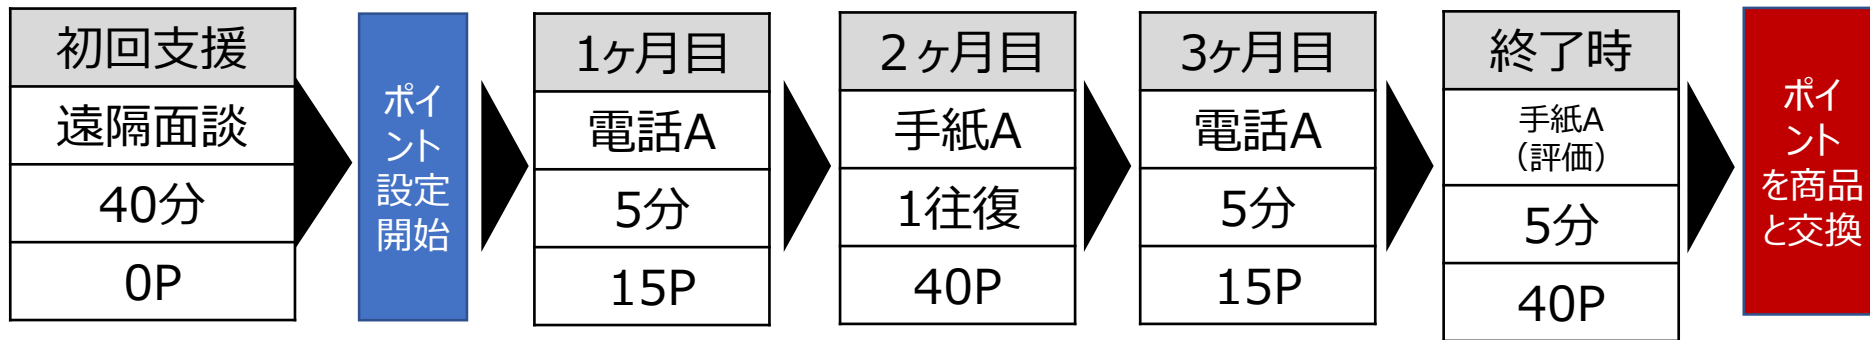 初回支援
遠隔面談
40分
0P
ポイ
ント
設定
開始
1ヶ月目
電話A
5分
15P
２ヶ月目
手紙A
1往復
40P
3ヶ月目
電話A
5分
15P
終了時
手紙A
（評価）
5分
40P
ポイ
ント
を商品
と交換